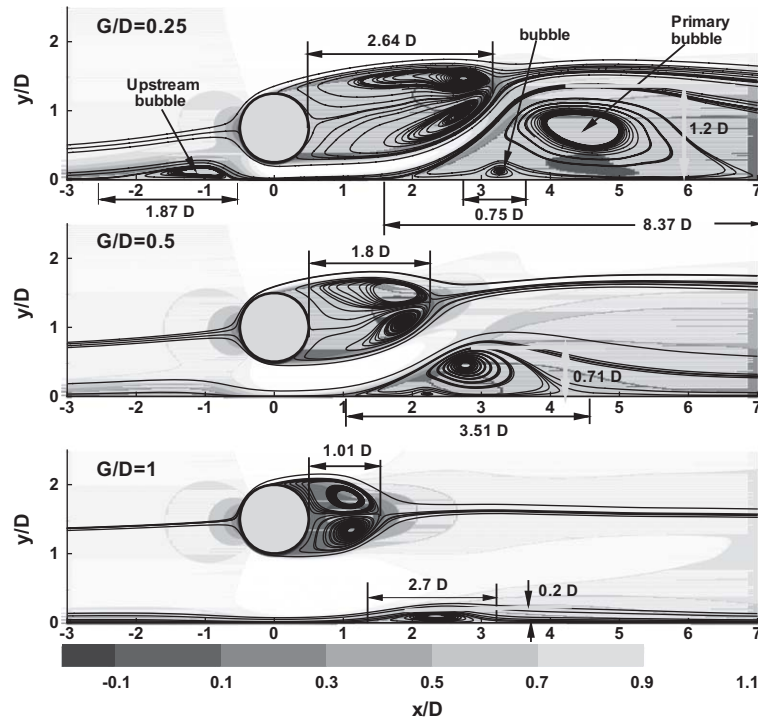 G/D=0.25
2.64 D
bubble
Primary bubble
Upstream bubble
1.2 D
y/D
2
1
0
-3 -2 -1 0 1 2 3 4 5 6 7
1.87 D
0.75 D
8.37 D
G/D=0.5
1.8 D
0.71 D
y/D
2
1
0
-3 -2 -1 0 1 2 3 4 5 6 7
3.51 D
G/D=1
1.01 D
2.7 D
0.2 D
y/D
2
1
0
-3 -2 -1 0 1 2 3 4 5 6 7
-0.1 0.1 0.3 0.5 0.7 0.9 1.1
x/D